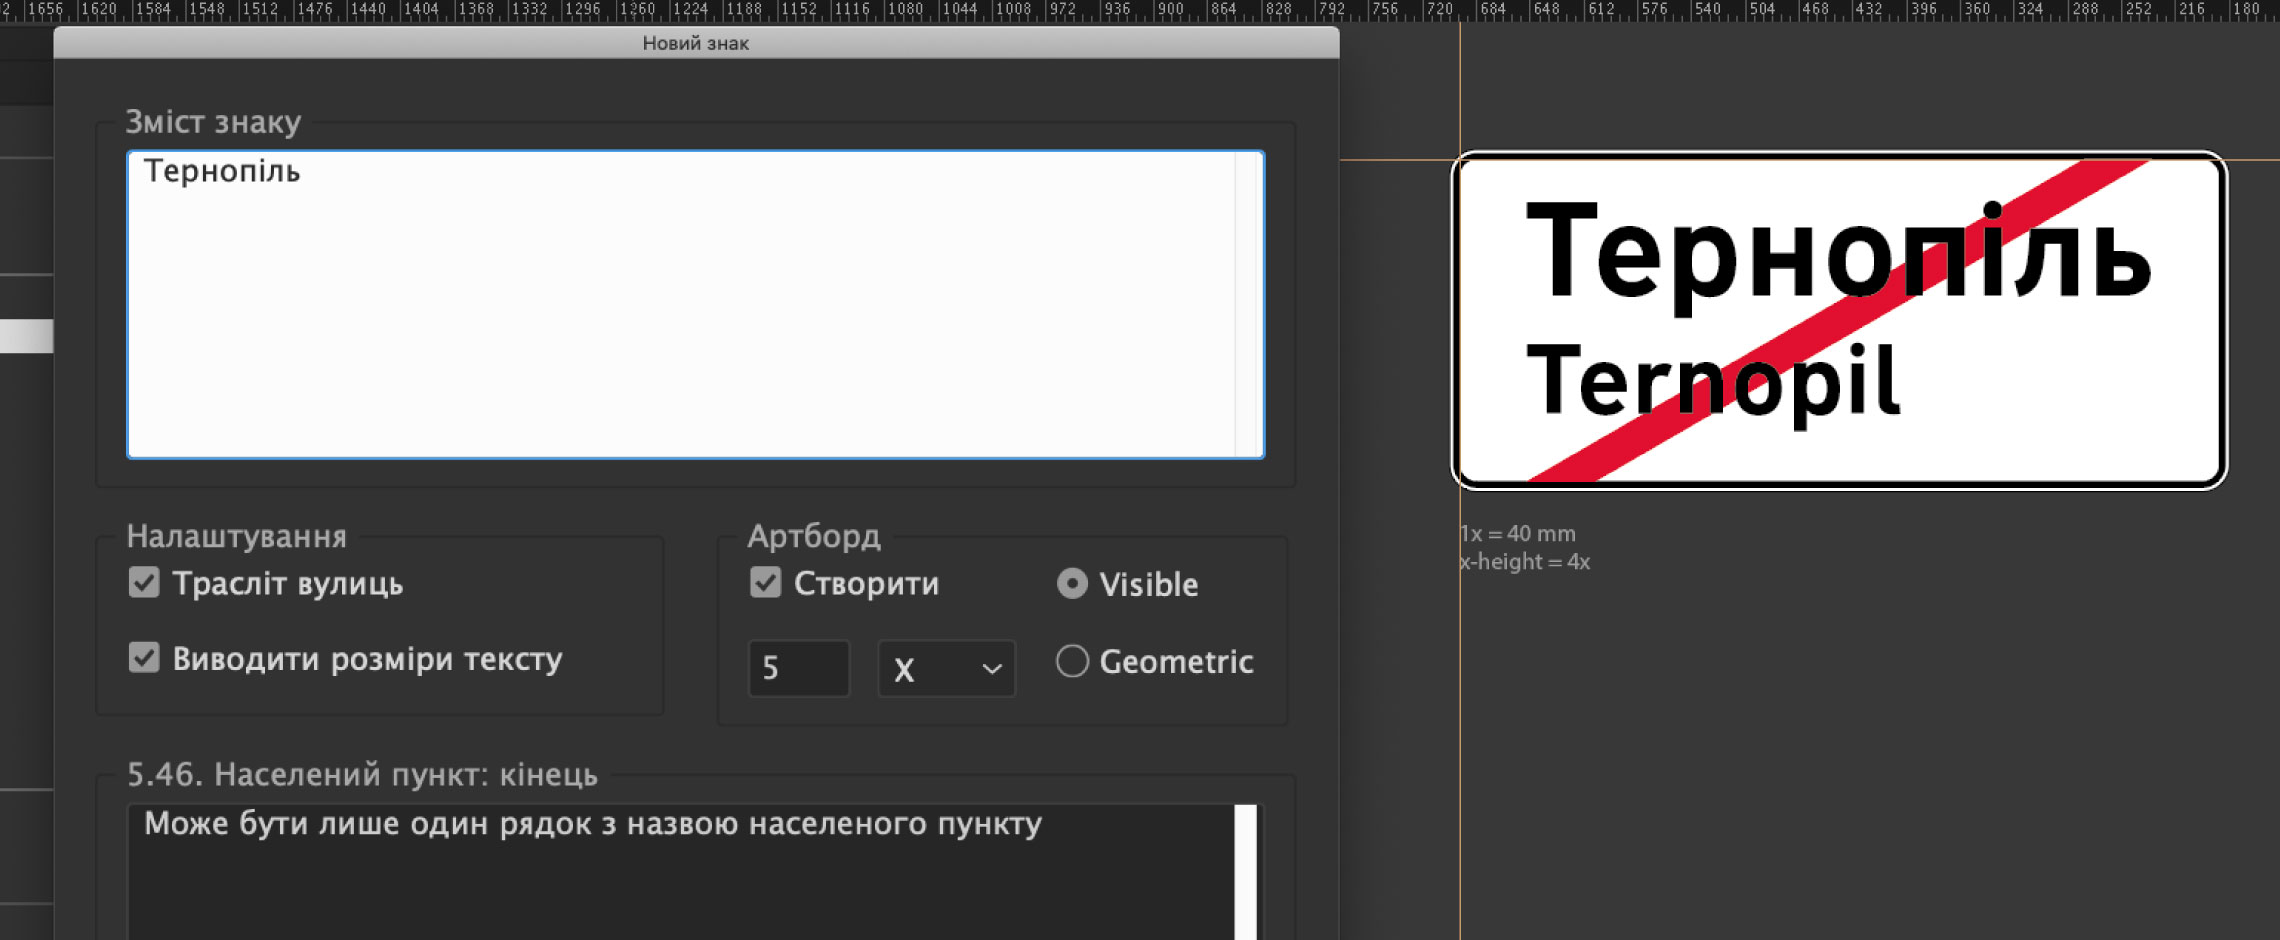 1656 1620 1584 1548 1512 1476 1440 1404 1368 1332 1296 1260 1224 1188 1152 1116 1080 1044 1008 972 936 900 864 828 792 756 720 684 648 612 576 540 504 468 432 396 360 324 288 252 216 180
Новий знак
Зміст знаку
Тернопіль
Налаштування
Трасліт вулиць
Виводити розміри тексту
Артборд
Створити
Visible
5
X
Geometric
5.46. Населений пункт: кінець
Може бути лише один рядок з назвою населеного пункту
Тернопіль
Ternopil
1x = 40 mm
x-height = 4x